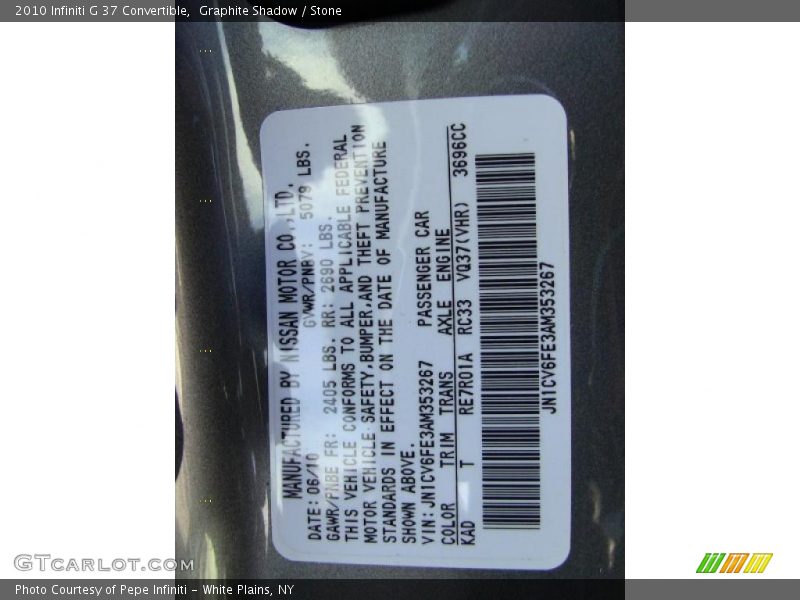 2010 Infiniti G 37 Convertible,  Graphite Shadow / Stone
MANUFACTURED BY NISSAN MOTOR CO.,LTD.
DATE: 06/10 GVWR/PNBV: 5079 LBS.
GAWR/PNBE FR: 2405 LBS. RR: 2690 LBS.
THIS VEHICLE CONFORMS TO ALL APPLICABLE FEDERAL
MOTOR VEHICLE SAFETY,BUMPER,AND THEFT PREVENTION
STANDARDS IN EFFECT ON THE DATE OF MANUFACTURE
SHOWN ABOVE.
VIN: JN1CV6FE3AM353267 PASSENGER CAR
COLOR TRIM TRANS AXLE ENGINE
KAD T RE7R01A RC33 VQ37(VHR) 3696CC
JN1CV6FE3AM353267
GTcarlot.com
Photo Courtesy of Pepe Infiniti - White Plains, NY